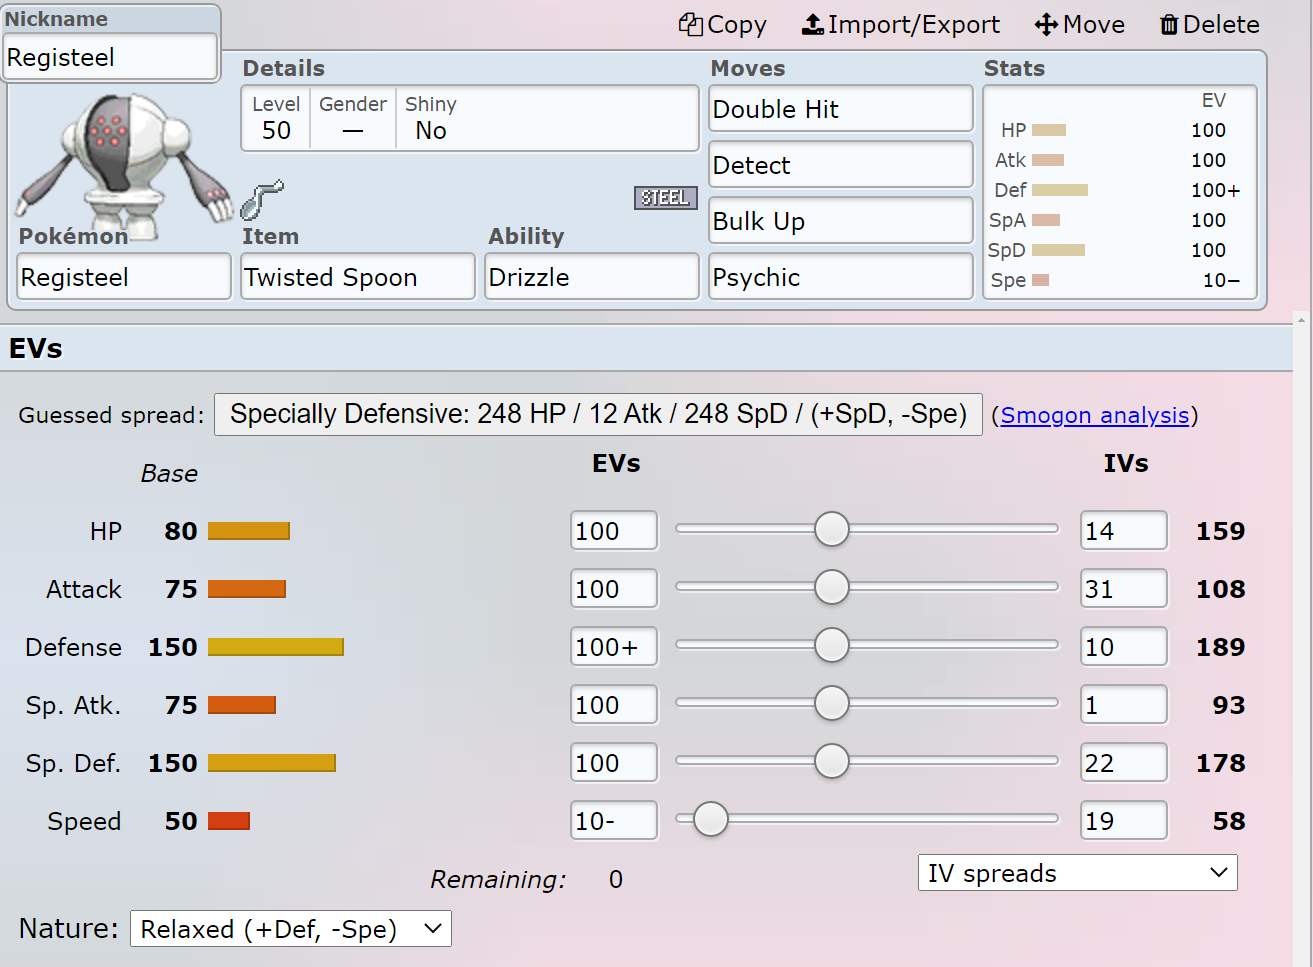 Nickname
Registeel
Copy Import/Export Move Delete
Details
Level Gender Shiny
50 — No
STEEL
Pokémon Item Ability
Registeel Twisted Spoon Drizzle
Moves
Double Hit
Detect
Bulk Up
Psychic
Stats
EV
HP 100
Atk 100
Def 100+
SpA 100
SpD 100
Spe 10−
EVs
Guessed spread: Specially Defensive: 248 HP / 12 Atk / 248 SpD / (+SpD, -Spe) (Smogon analysis)
Base EVs IVs
HP 80 100 14 159
Attack 75 100 31 108
Defense 150 100+ 10 189
Sp. Atk. 75 100 1 93
Sp. Def. 150 100 22 178
Speed 50 10- 19 58
Remaining: 0 IV spreads
Nature: Relaxed (+Def, -Spe)